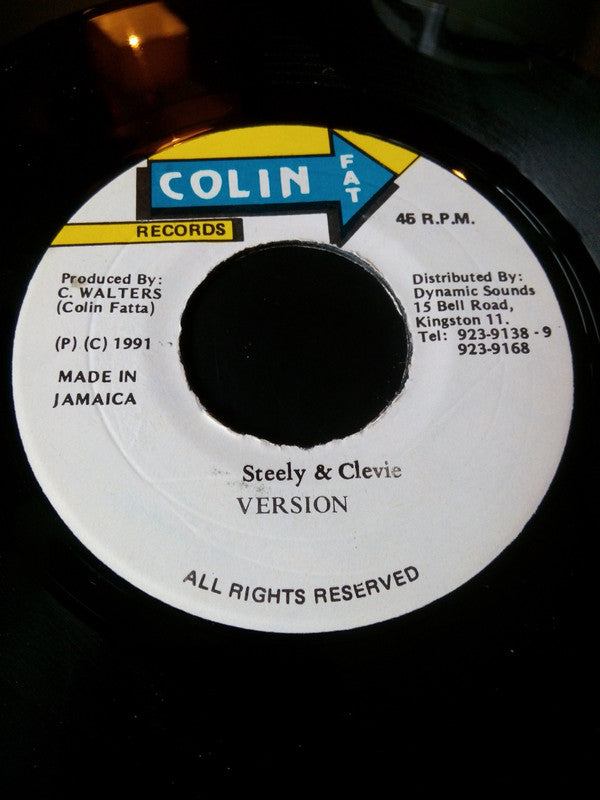 COLIN
FAT
RECORDS
45 R.P.M.
Produced By:
C. WALTERS
(Colin Fatta)
(P) (C) 1991
MADE IN
JAMAICA
Distributed By:
Dynamic Sounds
15 Bell Road,
Kingston 11.
Tel: 923-9138 - 9
923-9168
Steely & Clevie
VERSION
ALL RIGHTS RESERVED